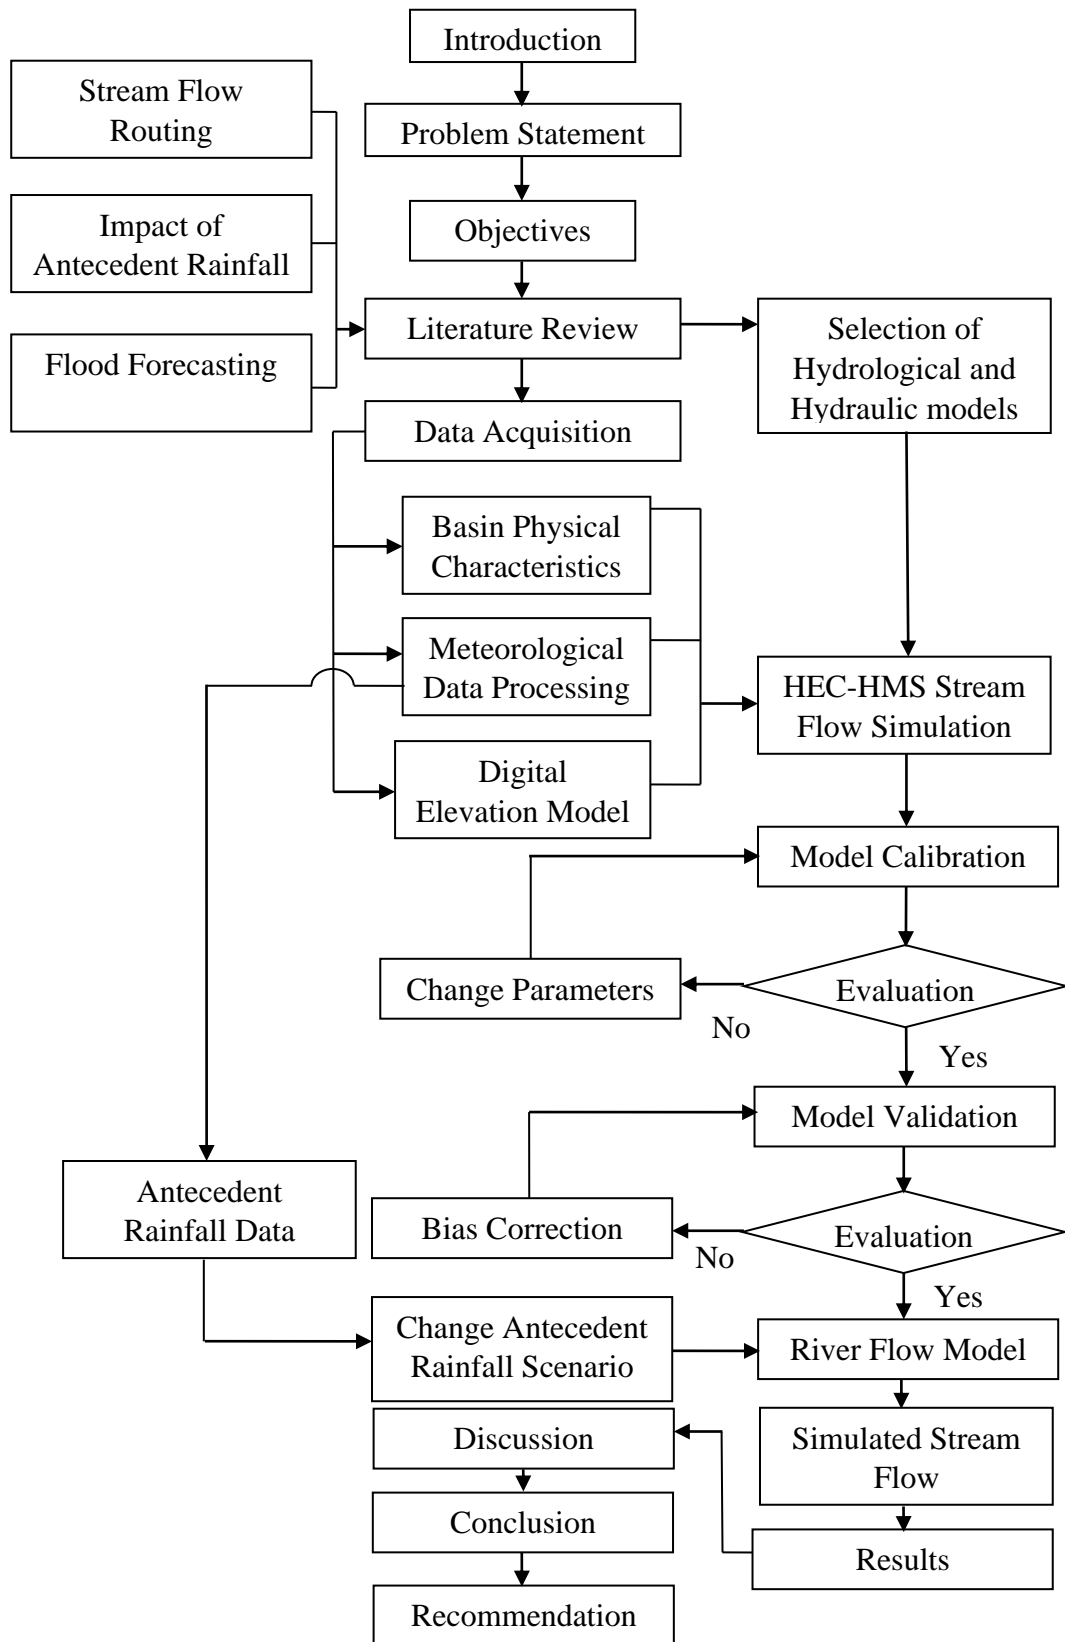 Introduction
Stream Flow
Routing
Problem Statement
Impact of
Antecedent Rainfall
Objectives
Flood Forecasting
Literature Review
Selection of
Hydrological and
Hydraulic models
Data Acquisition
Basin Physical
Characteristics
Meteorological
Data Processing
HEC-HMS Stream
Flow Simulation
Digital
Elevation Model
Model Calibration
Change Parameters
Evaluation
No
Yes
Model Validation
Antecedent
Rainfall Data
Bias Correction
Evaluation
No
Yes
Change Antecedent
Rainfall Scenario
River Flow Model
Discussion
Simulated Stream
Flow
Conclusion
Results
Recommendation